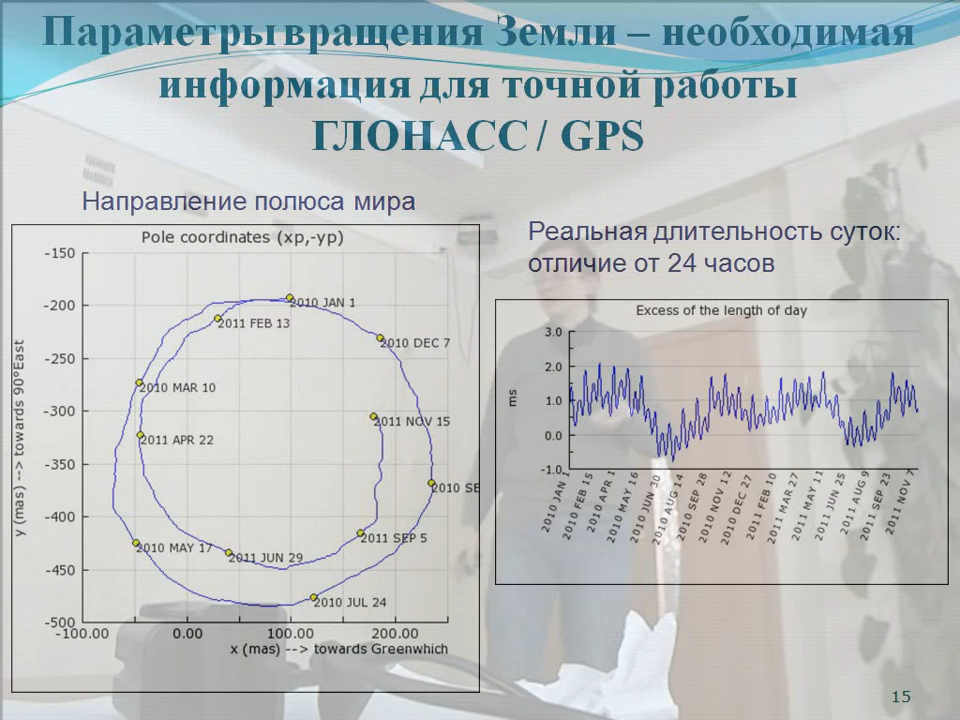 Параметры вращения Земли – необходимая
информация для точной работы
ГЛОНАСС / GPS
Направление полюса мира
Реальная длительность суток:
отличие от 24 часов
Pole coordinates (xp,-yp)
-150
-200
-250
-300
-350
-400
-450
-500
y (mas) --> towards 90°East
2010 JAN 1
2011 FEB 13
2010 DEC 7
2010 MAR 10
2011 NOV 15
2011 APR 22
2010 SE
2011 SEP 5
2010 MAY 17
2011 JUN 29
2010 JUL 24
-100.00 0.00 100.00 200.00
x (mas) --> towards Greenwhich
Excess of the length of day
3.0
2.0
1.0
0.0
-1.0
ms
2010 JAN 1
2010 FEB 15
2010 APR 1
2010 MAY 16
2010 JUN 30
2010 AUG 14
2010 SEP 28
2010 NOV 12
2010 DEC 27
2011 FEB 10
2011 MAR 27
2011 MAY 11
2011 JUN 25
2011 AUG 9
2011 SEP 23
2011 NOV 7
15